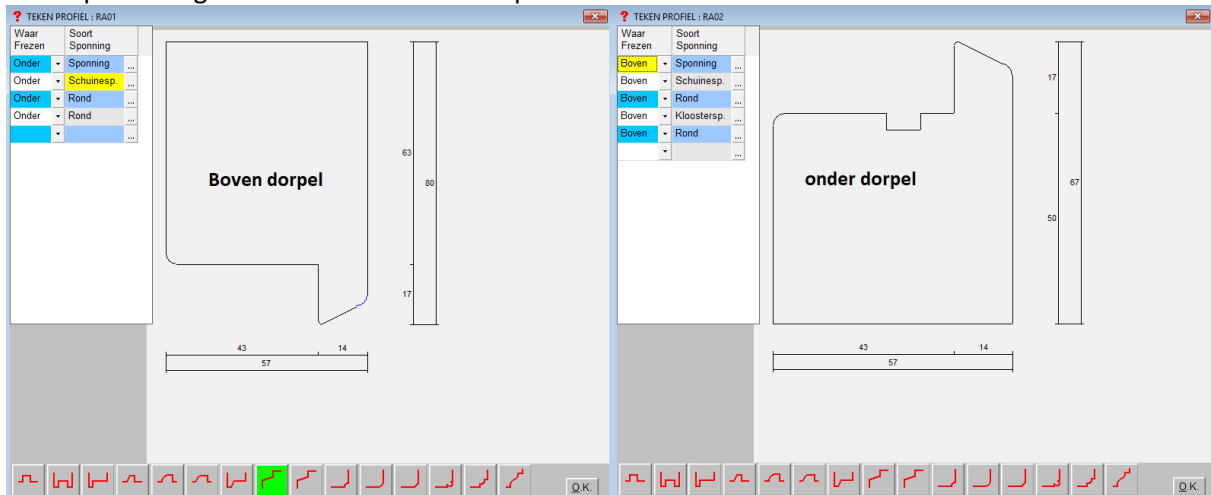 TEKEN PROFIEL : RA01
Waar Soort
Frezen Sponning
Onder Sponning ...
Onder Schuinesp. ...
Onder Rond ...
Onder Rond ...
...
Boven dorpel
63
80
17
43 14
57
O.K.
TEKEN PROFIEL : RA02
Waar Soort
Frezen Sponning
Boven Sponning ...
Boven Schuinesp. ...
Boven Rond ...
Boven Kloostersp. ...
Boven Rond ...
...
onder dorpel
17
67
50
43 14
57
O.K.